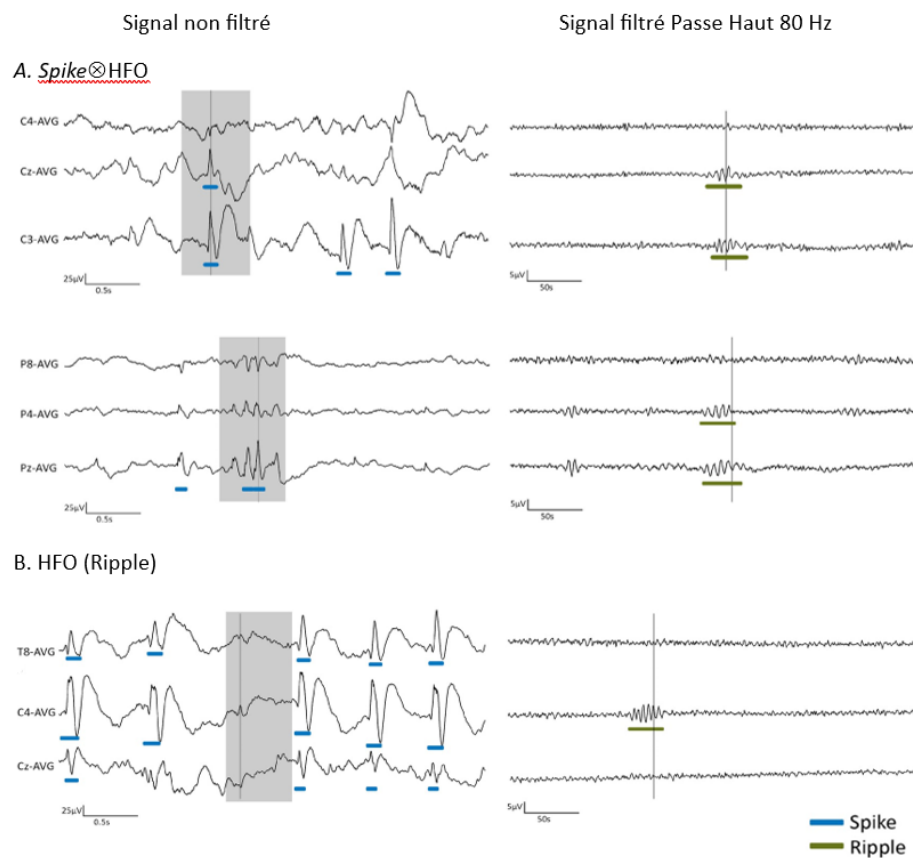 Signal non filtré
Signal filtré Passe Haut 80 Hz
A. Spike⊗HFO
C4-AVG
Cz-AVG
C3-AVG
25µV
0.5s
5µV
50s
P8-AVG
P4-AVG
Pz-AVG
25µV
0.5s
5µV
50s
B. HFO (Ripple)
T8-AVG
C4-AVG
Cz-AVG
25µV
0.5s
5µV
50s
Spike
Ripple